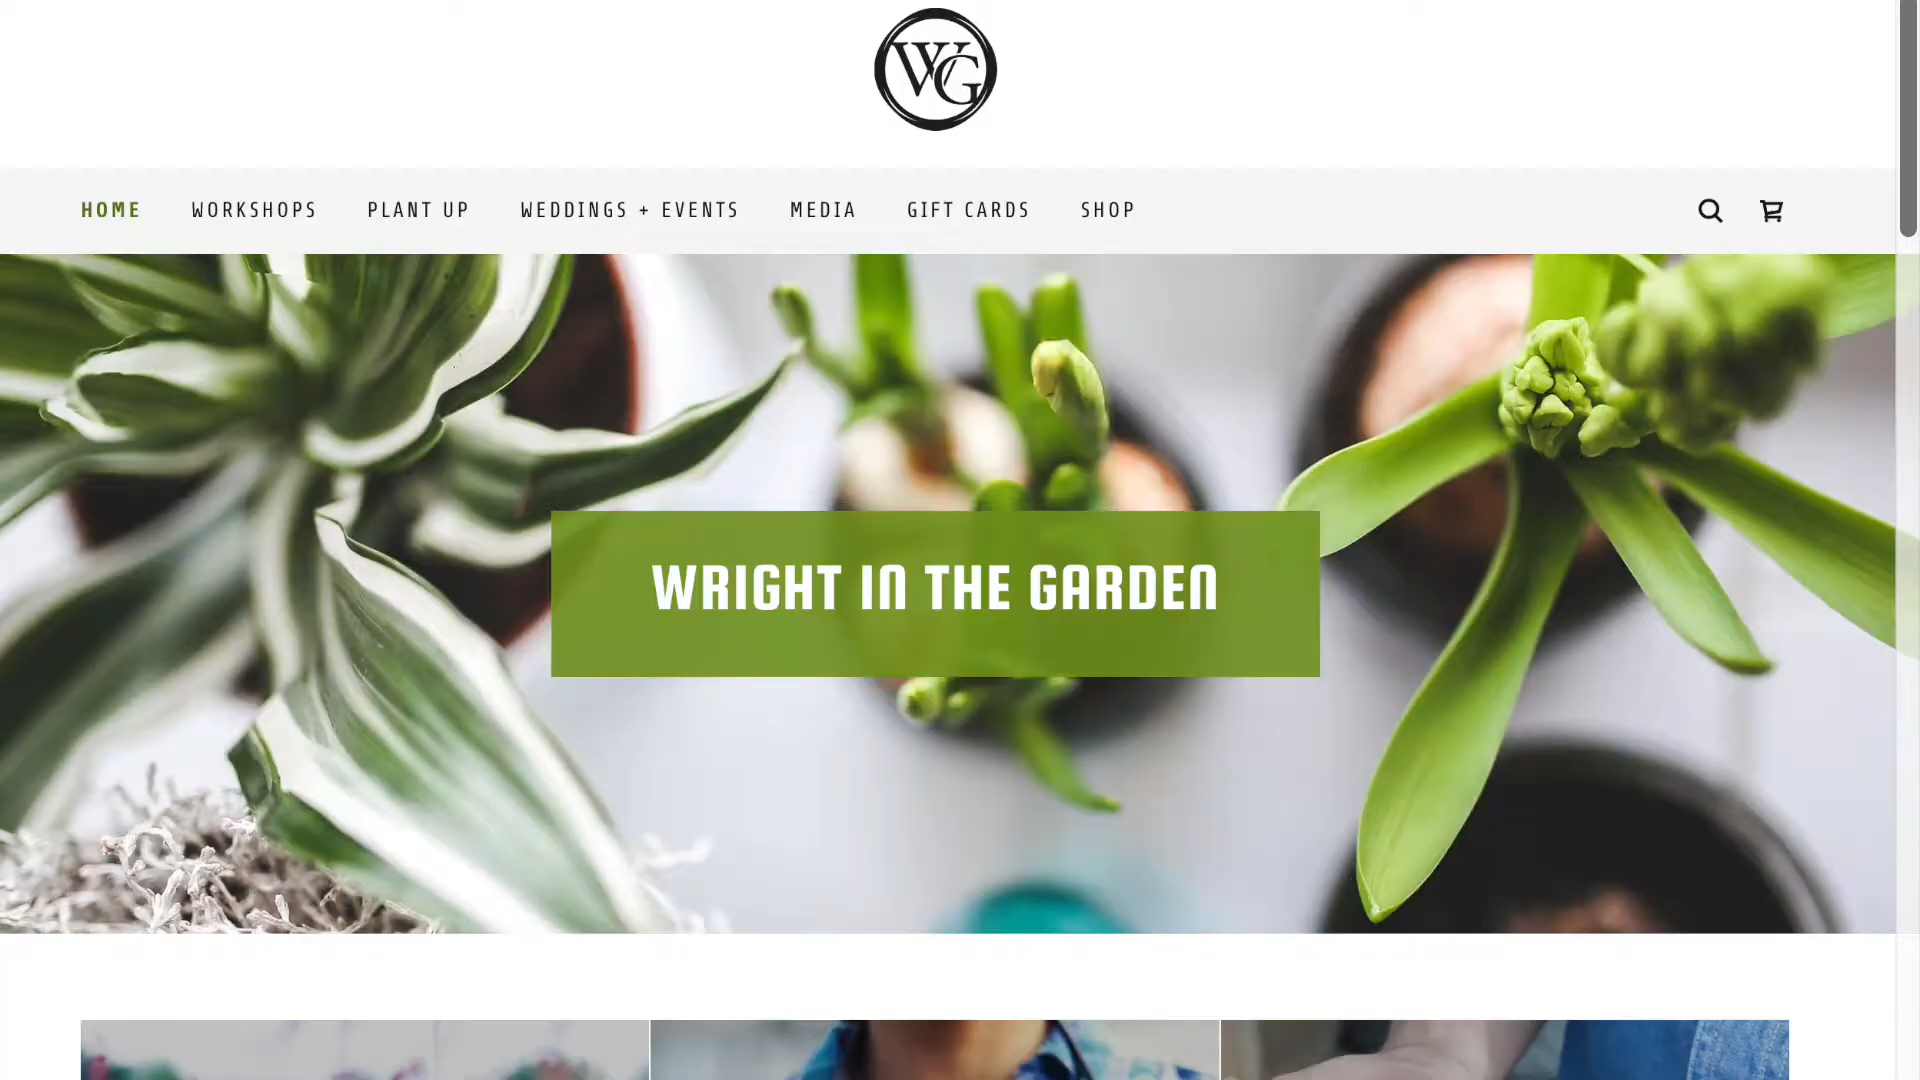 WG
HOME WORKSHOPS PLANT UP WEDDINGS + EVENTS MEDIA GIFT CARDS SHOP
WRIGHT IN THE GARDEN